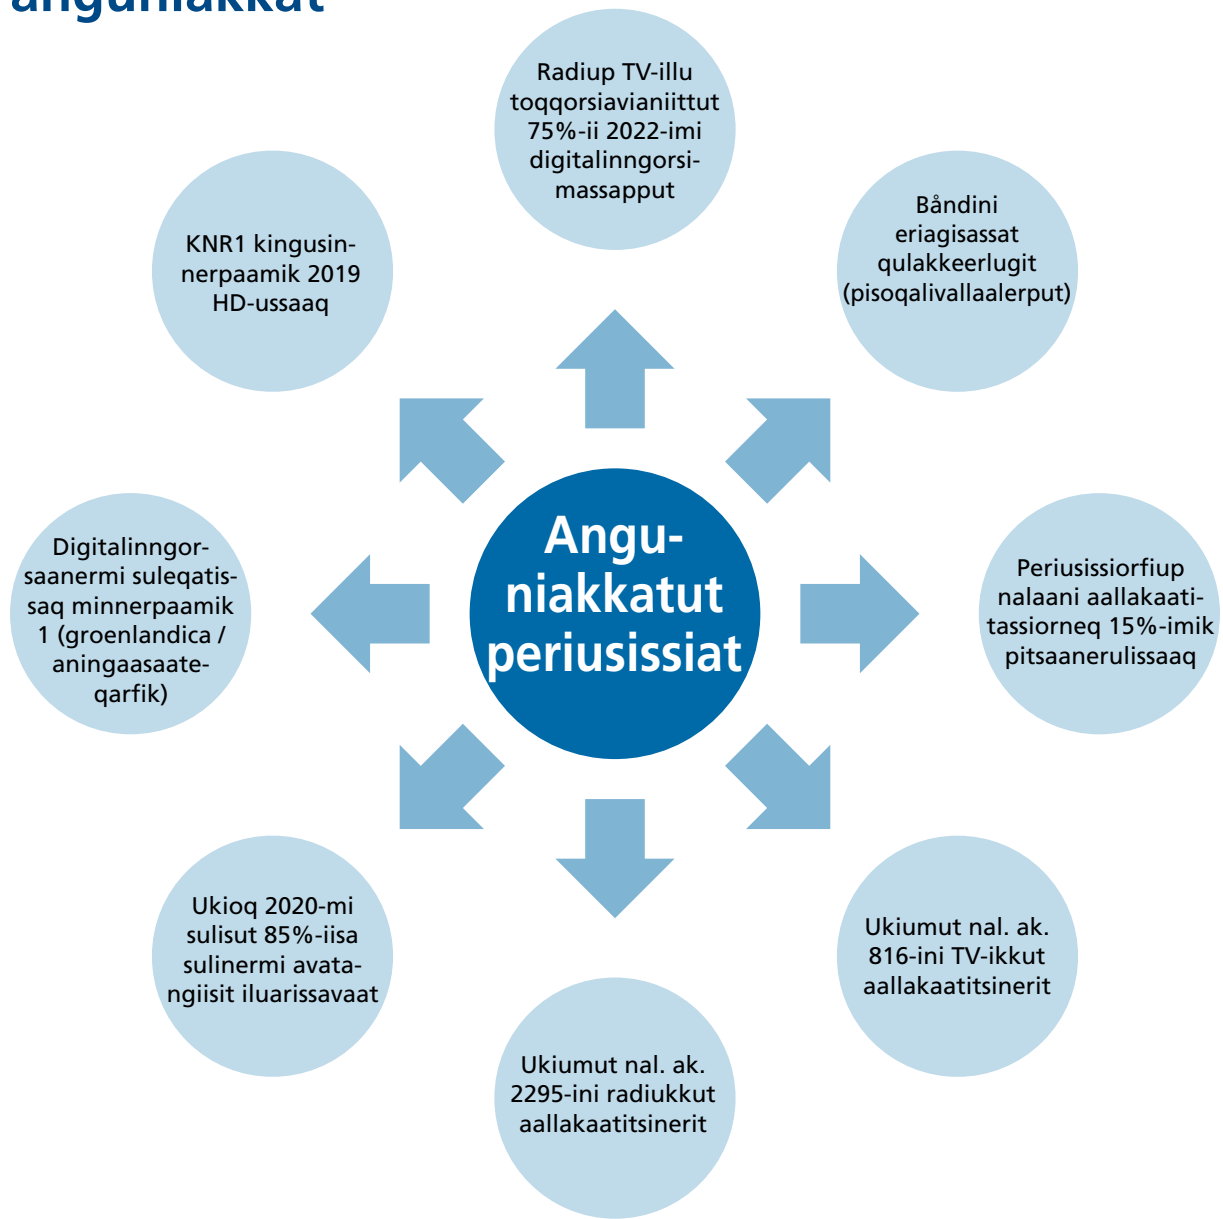 anguniakkat
Radiup TV-illu
toqqorsiavianiittut
75%-ii 2022-imi
digitalinngorsi-
massapput
Båndini
eriagisassat
qulakkeerlugit
(pisoqalivallaalerput)
Periusissiorfiup
nalaani aallakaati-
tassiorneq 15%-imik
pitsaanerulissaaq
Ukiumut nal. ak.
816-ini TV-ikkut
aallakaatitsinerit
Ukiumut nal. ak.
2295-ini radiukkut
aallakaatitsinerit
Ukioq 2020-mi
sulisut 85%-iisa
sulinermi avata-
ngiisit iluarissavaat
Digitalinngor-
saanermi suleqatis-
saq minnerpaamik
1 (groenlandica /
aningaasaate-
qarfik)
KNR1 kingusin-
nerpaamik 2019
HD-ussaaq
Angu-
niakkatut
periusissiat